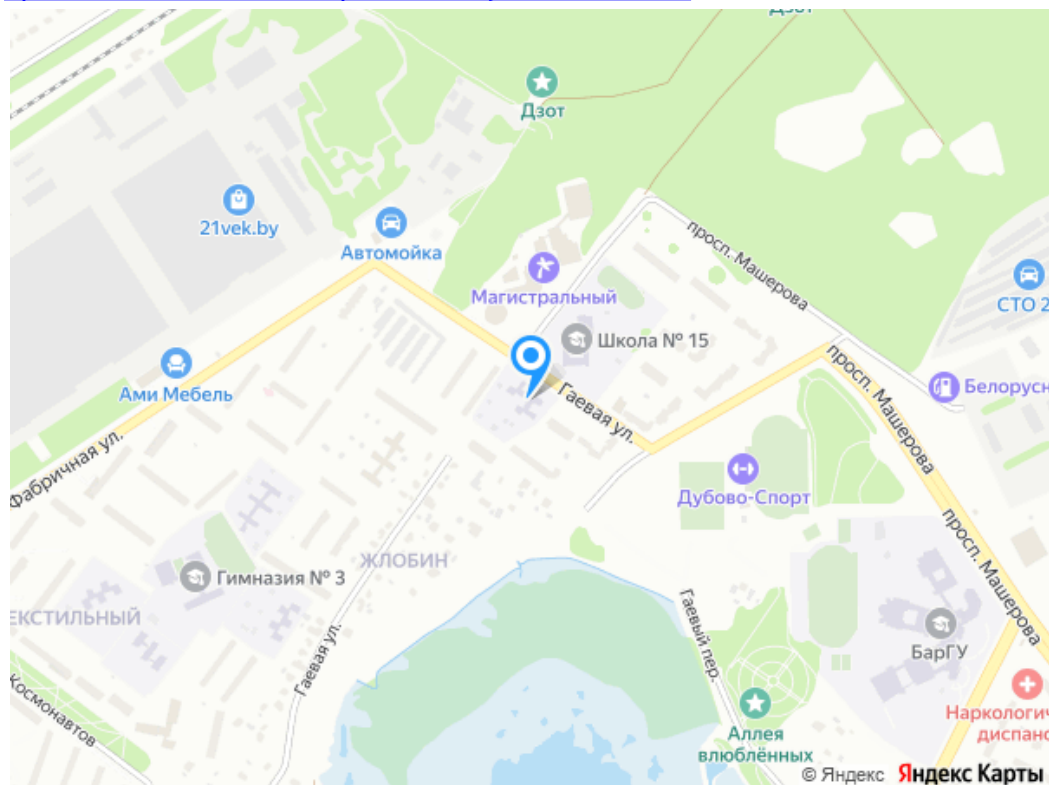 Дзот
Дзот
21vek.by
Автомойка
просп. Машерова
Магистральный
СТО 2
Школа № 15
Ами Мебель
просп. Машерова
Белорусн
Гаевая ул.
Фабричная ул.
Дубово-Спорт
просп. Машерова
ЖЛОБИН
Гимназия № 3
ЕКСТИЛЬНЫЙ
Гаевая ул.
Гаевый пер.
БарГУ
Космонавтов
Наркологич
диспанс
Аллея
влюблённых
© Яндекс Яндекс Карты